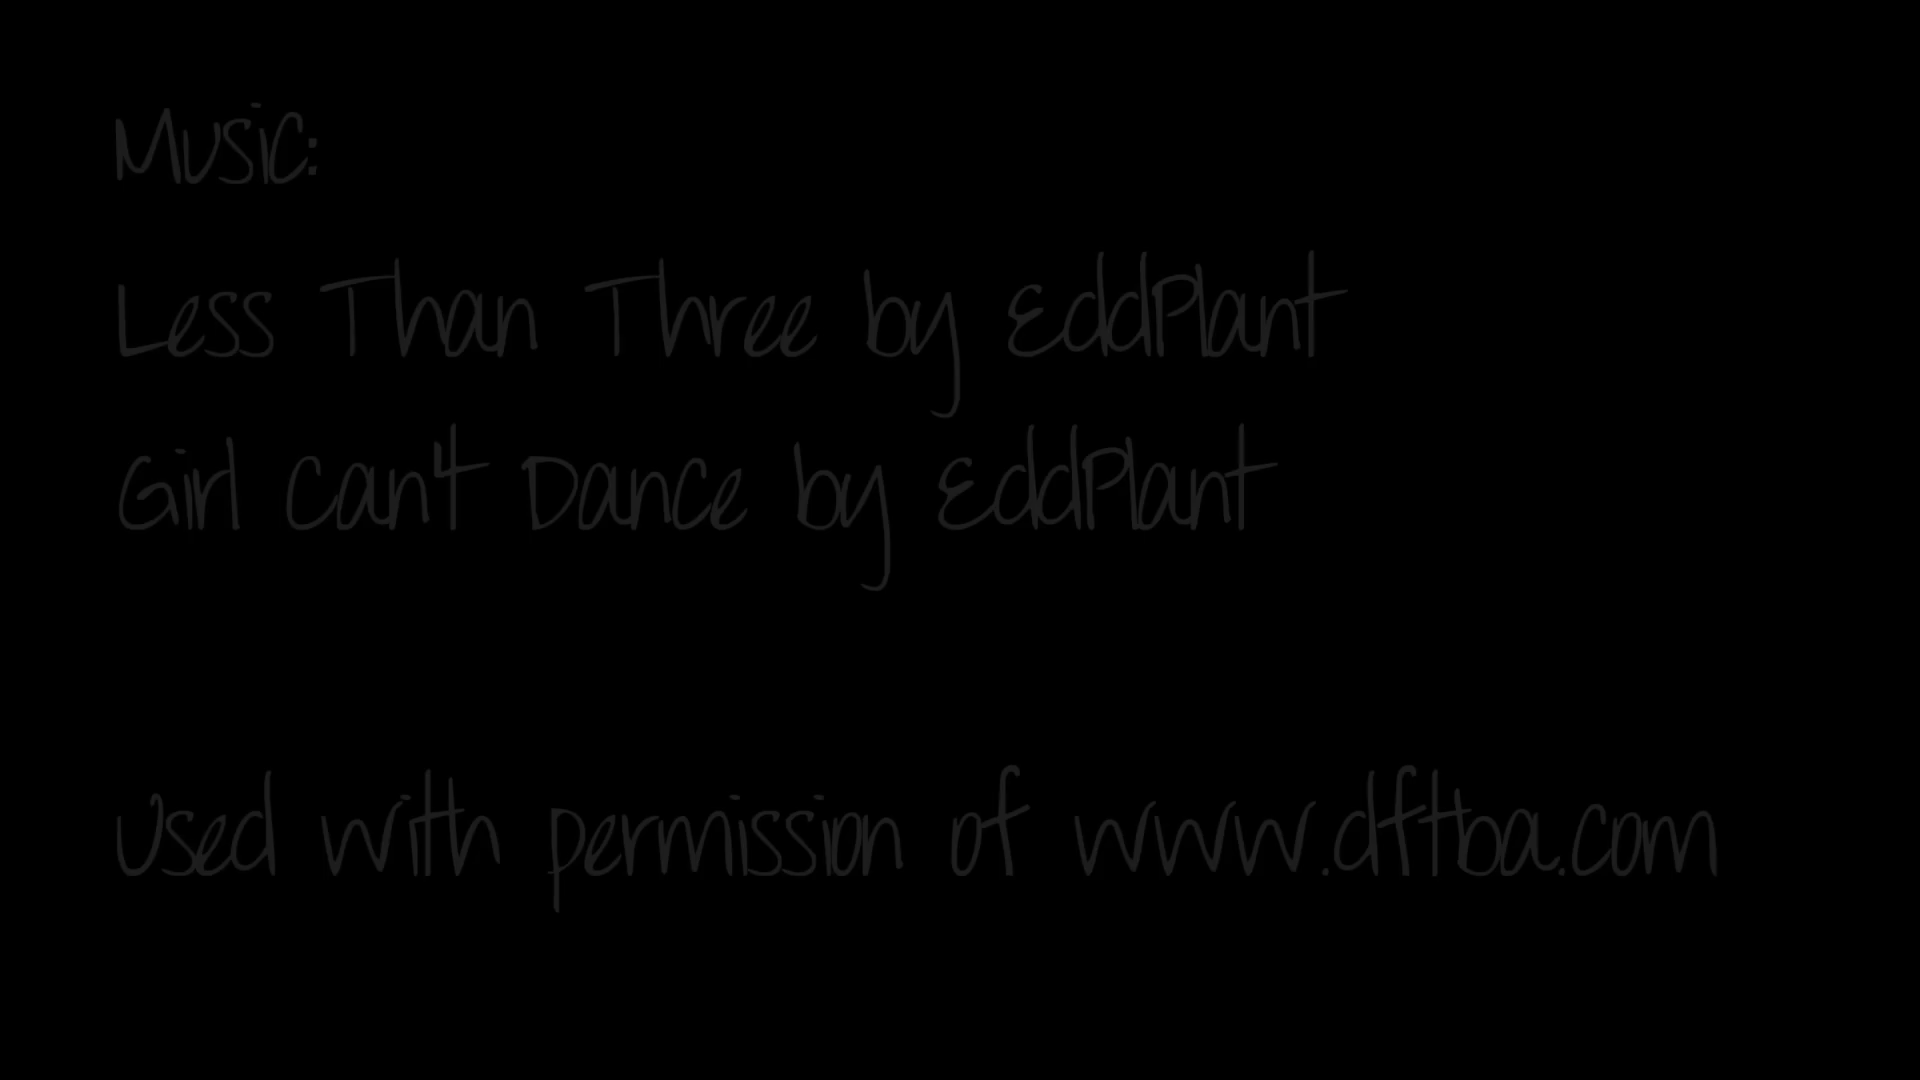 Music:
Less Than Three by EddPlant
Girl Can't Dance by EddPlant
Used with permission of www.dftba.com